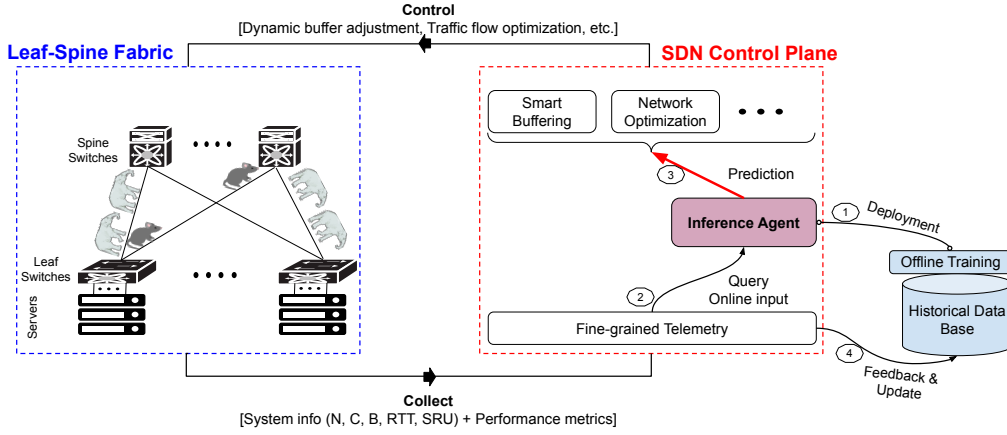 Control
[Dynamic buffer adjustment, Traffic flow optimization, etc.]
Leaf-Spine Fabric
SDN Control Plane
Smart
Buffering
Network
Optimization
Spine
Switches
3
Prediction
Inference Agent
1
Deployment
Leaf
Switches
Offline Training
2
Query
Online input
Historical Data
Base
Servers
Fine-grained Telemetry
4
Feedback &
Update
Collect
[System info (N, C, B, RTT, SRU) + Performance metrics]